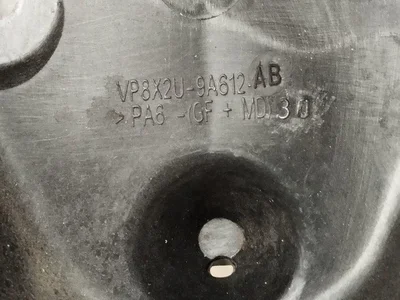 VP8X2U-9A612-AB
>PA6 -(GF + MD)30